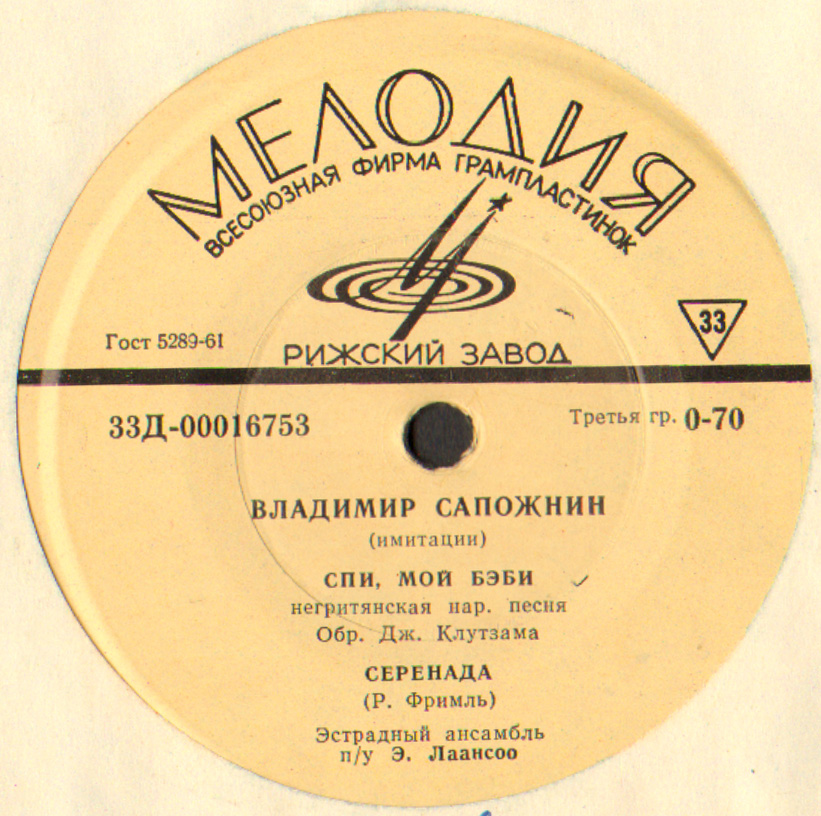 МЕЛОДИЯ
ВСЕСОЮЗНАЯ ФИРМА ГРАМПЛАСТИНОК
Гост 5289-61
33
РИЖСКИЙ ЗАВОД
33Д-00016753
Третья гр. 0-70
ВЛАДИМИР САПОЖНИН
(имитации)
СПИ, МОЙ БЭБИ
негритянская нар. песня
Обр. Дж. Клутзама
СЕРЕНАДА
(Р. Фримль)
Эстрадный ансамбль
п/у Э. Лаансоо